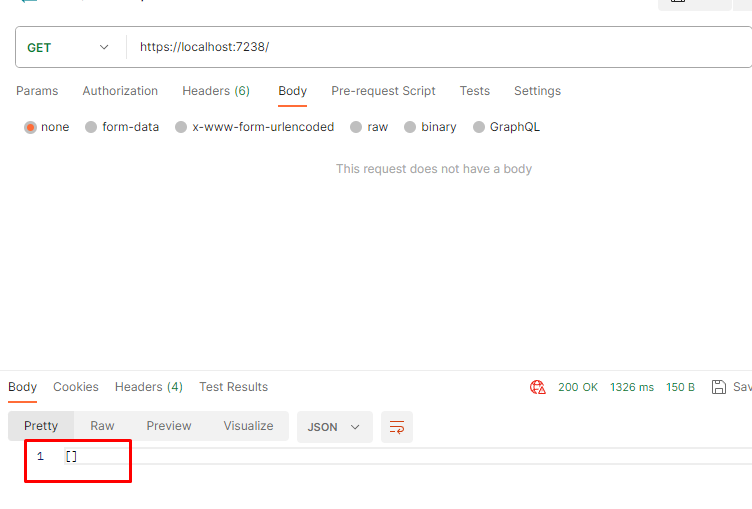 GET https://localhost:7238/
Params Authorization Headers (6) Body Pre-request Script Tests Settings
none form-data x-www-form-urlencoded raw binary GraphQL
This request does not have a body
Body Cookies Headers (4) Test Results 200 OK 1326 ms 150 B Sav
Pretty Raw Preview Visualize JSON
1 []